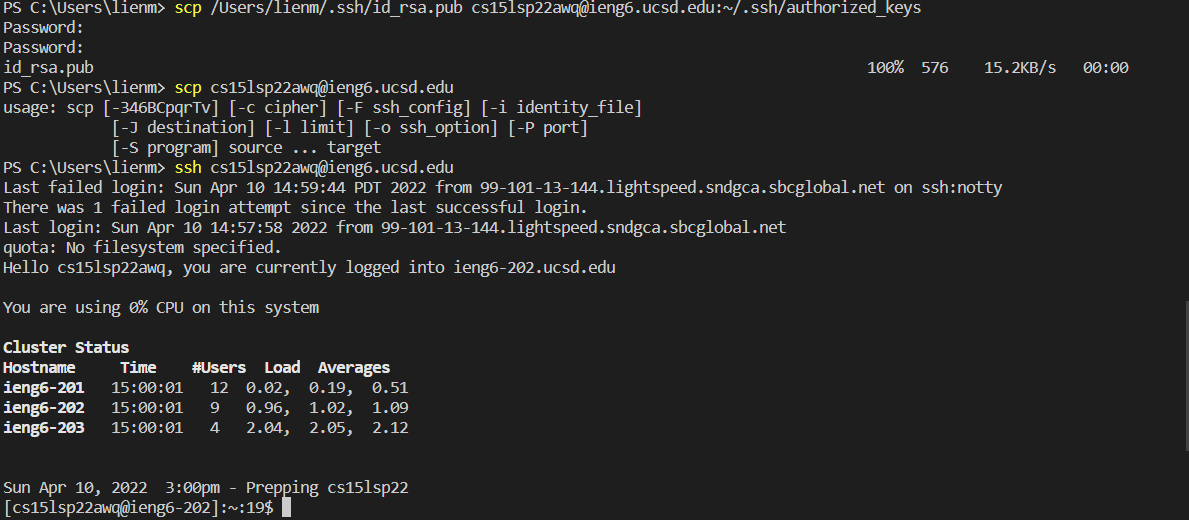 PS C:\Users\lienm> scp /Users/lienm/.ssh/id_rsa.pub cs15lsp22awq@ieng6.ucsd.edu:~/.ssh/authorized_keys
Password:
Password:
id_rsa.pub 100% 576 15.2KB/s 00:00
PS C:\Users\lienm> scp cs15lsp22awq@ieng6.ucsd.edu
usage: scp [-346BCpqrTv] [-c cipher] [-F ssh_config] [-i identity_file]
[-J destination] [-l limit] [-o ssh_option] [-P port]
[-S program] source ... target
PS C:\Users\lienm> ssh cs15lsp22awq@ieng6.ucsd.edu
Last failed login: Sun Apr 10 14:59:44 PDT 2022 from 99-101-13-144.lightspeed.sndgca.sbcglobal.net on ssh:notty
There was 1 failed login attempt since the last successful login.
Last login: Sun Apr 10 14:57:58 2022 from 99-101-13-144.lightspeed.sndgca.sbcglobal.net
quota: No filesystem specified.
Hello cs15lsp22awq, you are currently logged into ieng6-202.ucsd.edu
You are using 0% CPU on this system
Cluster Status
Hostname Time #Users Load Averages
ieng6-201 15:00:01 12 0.02, 0.19, 0.51
ieng6-202 15:00:01 9 0.96, 1.02, 1.09
ieng6-203 15:00:01 4 2.04, 2.05, 2.12
Sun Apr 10, 2022 3:00pm - Prepping cs15lsp22
[cs15lsp22awq@ieng6-202]:~:19$